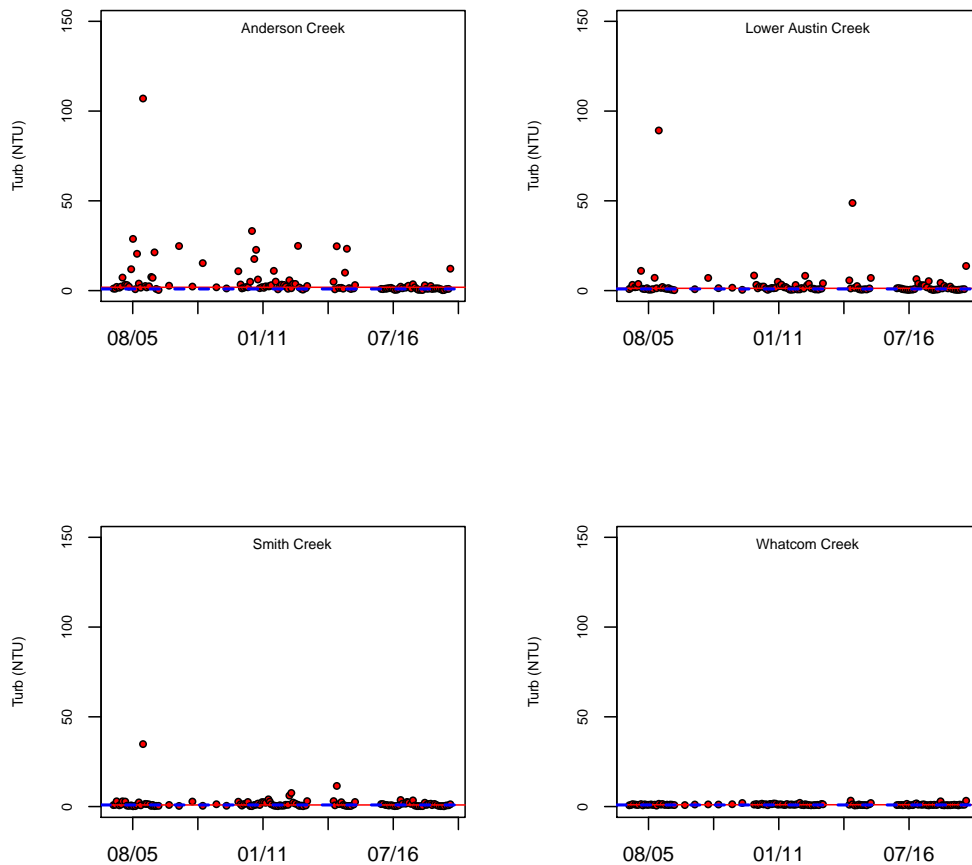 Anderson Creek
Turb (NTU)
150
100
50
0
08/05 01/11 07/16
Lower Austin Creek
Turb (NTU)
150
100
50
0
08/05 01/11 07/16
Smith Creek
Turb (NTU)
150
100
50
0
08/05 01/11 07/16
Whatcom Creek
Turb (NTU)
150
100
50
0
08/05 01/11 07/16